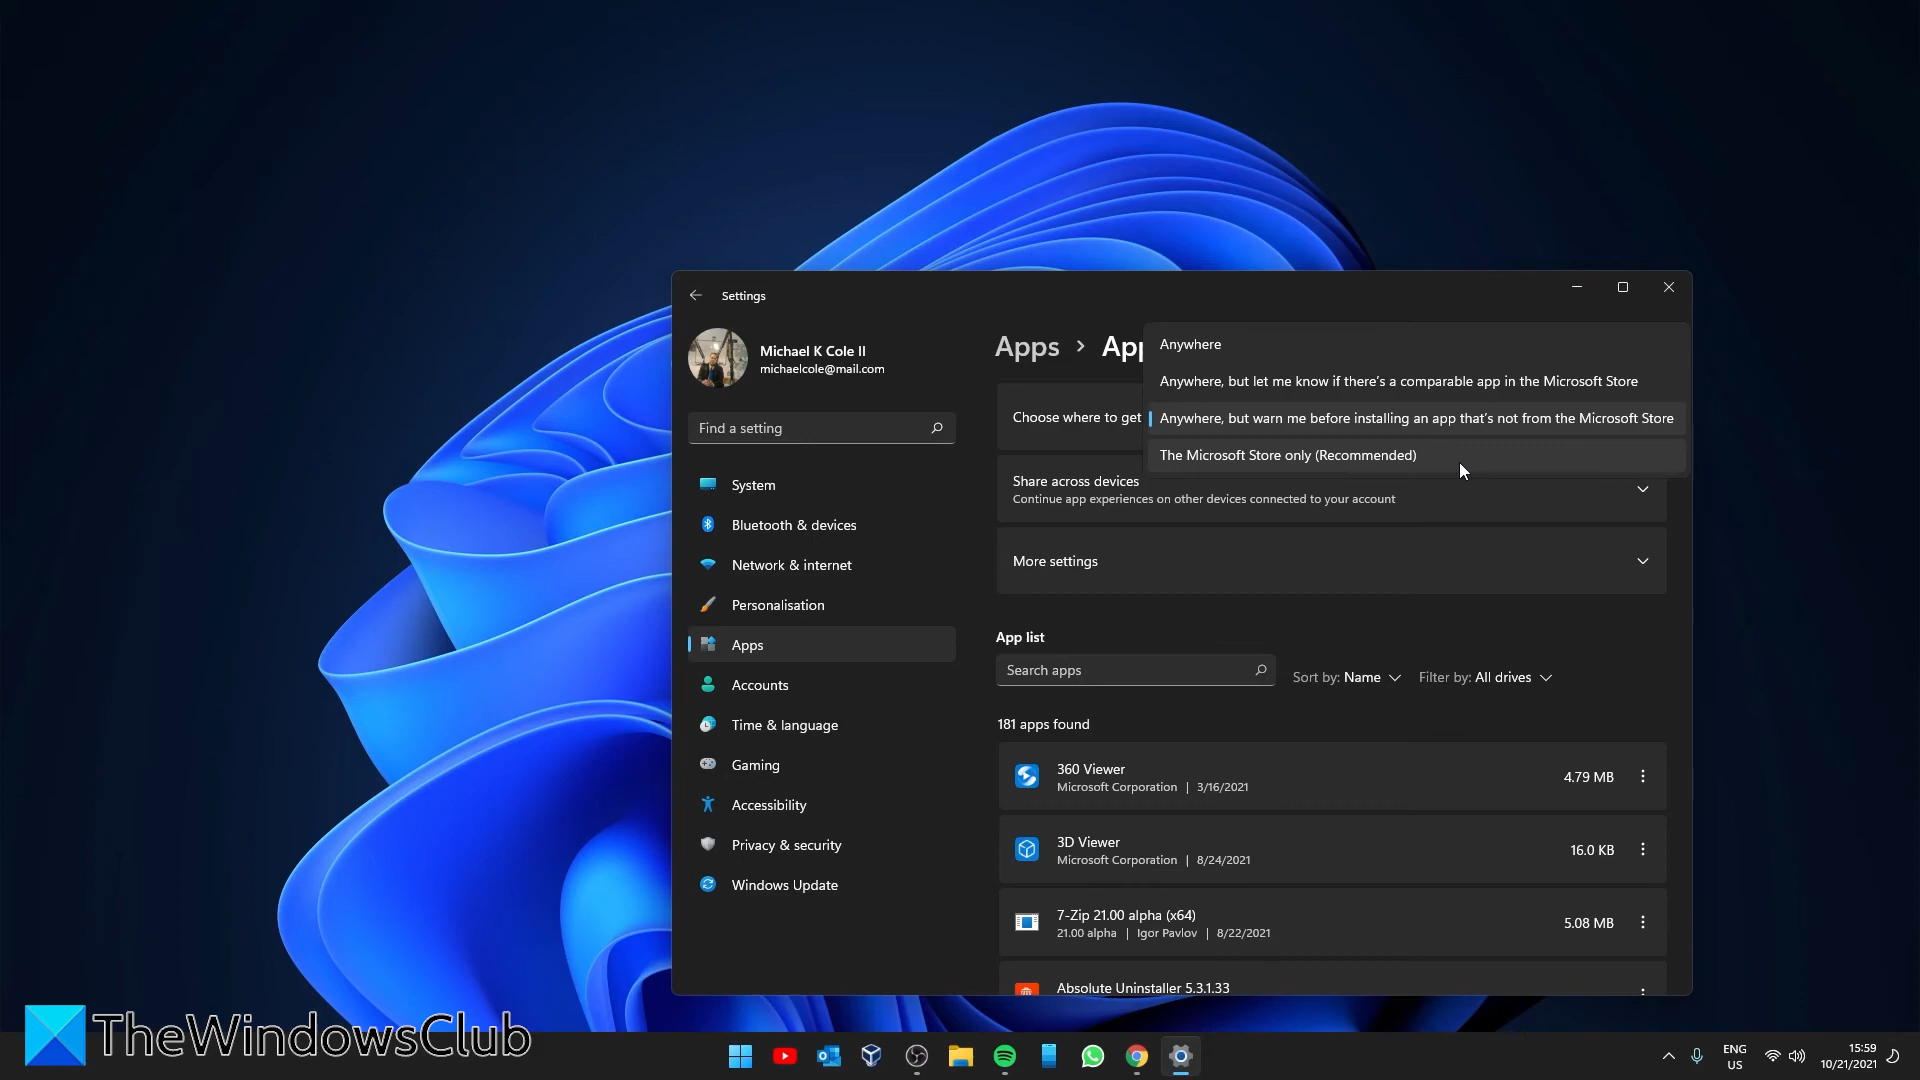 Settings
Michael K Cole II
michaelcole@mail.com
Find a setting
System
Bluetooth & devices
Network & internet
Personalisation
Apps
Accounts
Time & language
Gaming
Accessibility
Privacy & security
Windows Update
Apps > App
Choose where to get
Anywhere
Anywhere, but let me know if there's a comparable app in the Microsoft Store
Anywhere, but warn me before installing an app that's not from the Microsoft Store
The Microsoft Store only (Recommended)
Share across devices
Continue app experiences on other devices connected to your account
More settings
App list
Search apps
Sort by: Name
Filter by: All drives
181 apps found
360 Viewer
Microsoft Corporation | 3/16/2021
4.79 MB
3D Viewer
Microsoft Corporation | 8/24/2021
16.0 KB
7-Zip 21.00 alpha (x64)
21.00 alpha | Igor Pavlov | 8/22/2021
5.08 MB
Absolute Uninstaller 5.3.1.33
TheWindowsClub
ENG
US
15:59
10/21/2021